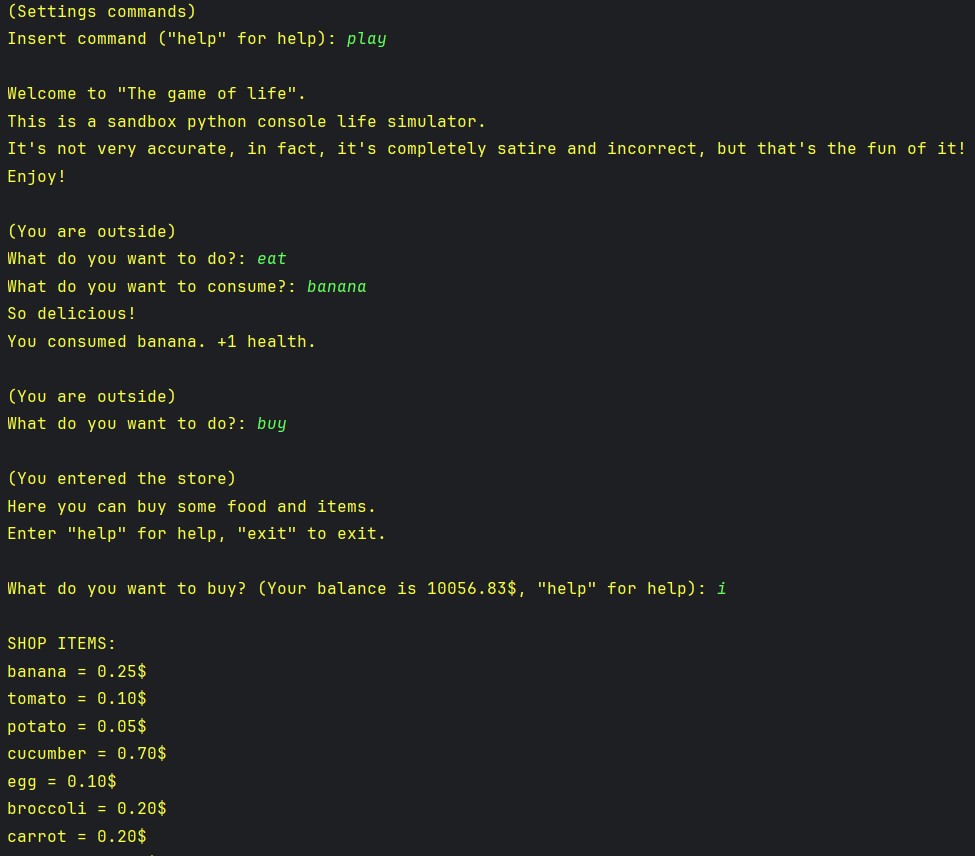 (Settings commands)
Insert command ("help" for help): play
Welcome to "The game of life".
This is a sandbox python console life simulator.
It's not very accurate, in fact, it's completely satire and incorrect, but that's the fun of it!
Enjoy!
(You are outside)
What do you want to do?: eat
What do you want to consume?: banana
So delicious!
You consumed banana. +1 health.
(You are outside)
What do you want to do?: buy
(You entered the store)
Here you can buy some food and items.
Enter "help" for help, "exit" to exit.
What do you want to buy? (Your balance is 10056.83$, "help" for help): i
SHOP ITEMS:
banana = 0.25$
tomato = 0.10$
potato = 0.05$
cucumber = 0.70$
egg = 0.10$
broccoli = 0.20$
carrot = 0.20$